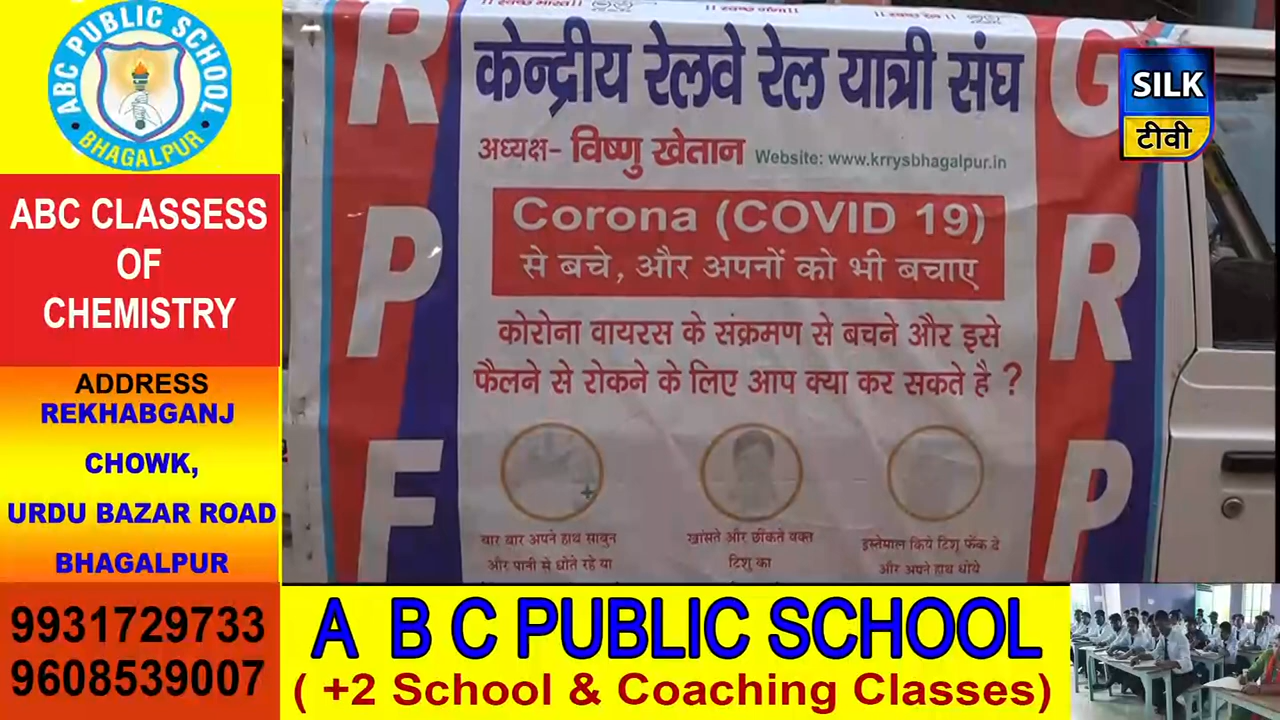 ABC PUBLIC SCHOOL
BHAGALPUR
ABC CLASSESS
OF
CHEMISTRY
ADDRESS
REKHABGANJ
CHOWK,
URDU BAZAR ROAD
BHAGALPUR
9931729733
9608539007
R
P
F
केन्द्रीय रेलवे रेल यात्री संघ
अध्यक्ष- विष्णु खेतान Website: www.krrysbhagalpur.in
Corona (COVID 19)
से बचे, और अपनों को भी बचाए
कोरोना वायरस के संक्रमण से बचने और इसे
फैलने से रोकने के लिए आप क्या कर सकते है ?
बार बार अपने हाथ साबुन
और पानी से धोते रहे या
खांसते और छींकते वक्त
टिशु का
इस्तेमाल किये टिशू फेंक दे
और अपने हाथ धोये
G
R
P
SILK
टीवी
A B C PUBLIC SCHOOL
( +2 School & Coaching Classes)